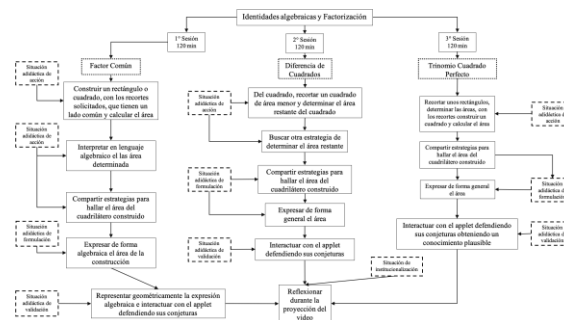 Identidades algebraicas y Factorización
1° Sesión
120 min
2° Sesión
120 min
3° Sesión
120 min
Factor Común
Situación
adidáctica de
acción
Construir un rectángulo o
cuadrado, con los recortes
solicitados, que tienen un
lado común y calcular el área
Situación
adidáctica de
acción
Interpretar en lenguaje
algebraico el las área
determinada
Compartir estrategias para
hallar el área del
cuadrilátero construido
Situación
adidáctica de
formulación
Expresar de forma
algebraica el área de la
construcción
Situación
adidáctica de
validación
Representar geométricamente la expresión
algebraica e interactuar con el applet
defendiendo sus conjeturas
Diferencia de
Cuadrados
Situación
adidáctica de
acción
Del cuadrado, recortar un cuadrado
de área menor y determinar el área
restante del cuadrado
Buscar otra estrategia de
determinar el área restante
Situación
adidáctica de
formulación
Compartir estrategias para
hallar el área del
cuadrilátero construido
Expresar de forma
general el área
Situación
adidáctica de
validación
Interactuar con el applet
defendiendo sus conjeturas
Situación de
institucionalización
Reflexionar
durante la
proyección del
video
Trinomio Cuadrado
Perfecto
Recortar unos rectángulos,
determinar las áreas, con
los recortes construir un
cuadrado y calcular el área
Situación
adidáctica de
acción
Compartir estrategias para
hallar el área del
cuadrilátero construido
Expresar de forma general
el área
Situación
adidáctica de
formulación
Interactuar con el applet defendiendo
sus conjeturas obteniendo un
conocimiento plausible
Situación
adidáctica de
validación